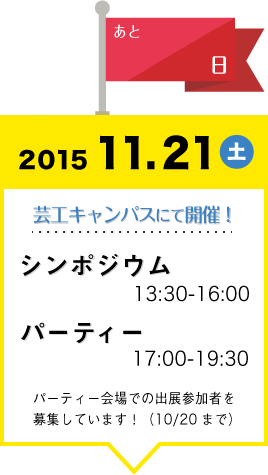 あと
日
2015 11.21 土
芸工キャンパスにて開催！
シンポジウム
13:30-16:00
パーティー
17:00-19:30
パーティー会場での出展参加者を
募集しています！（10/20 まで）